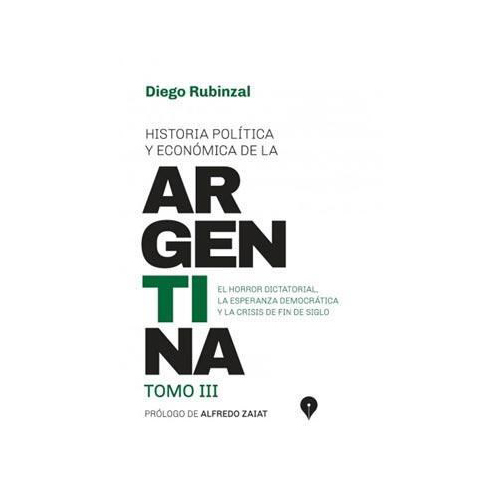 Diego Rubinzal
HISTORIA POLÍTICA
Y ECONÓMICA DE LA
AR
GEN
TI
NA
EL HORROR DICTATORIAL,
LA ESPERANZA DEMOCRÁTICA
Y LA CRISIS DE FIN DE SIGLO
TOMO III
PRÓLOGO DE ALFREDO ZAIAT